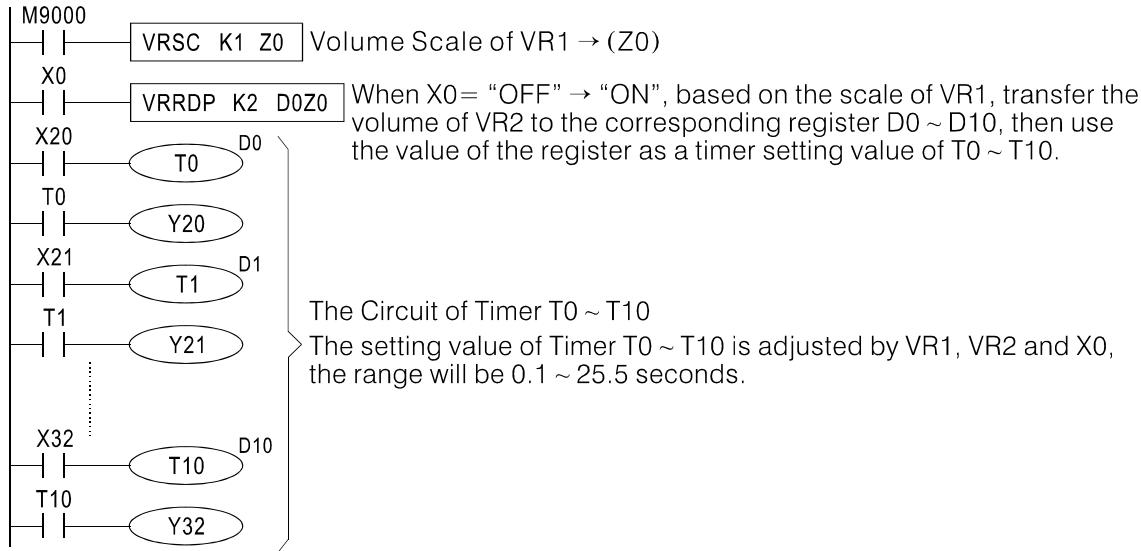 M9000
VRSC K1 Z0 Volume Scale of VR1 → (Z0)
X0
VRRDP K2 D0Z0 When X0= “OFF” → “ON”, based on the scale of VR1, transfer the
volume of VR2 to the corresponding register D0 ~ D10, then use
the value of the register as a timer setting value of T0 ~ T10.
X20
T0 D0
T0
Y20
X21
T1 D1
T1
Y21
The Circuit of Timer T0 ~ T10
The setting value of Timer T0 ~ T10 is adjusted by VR1, VR2 and X0,
the range will be 0.1 ~ 25.5 seconds.
X32
T10 D10
T10
Y32